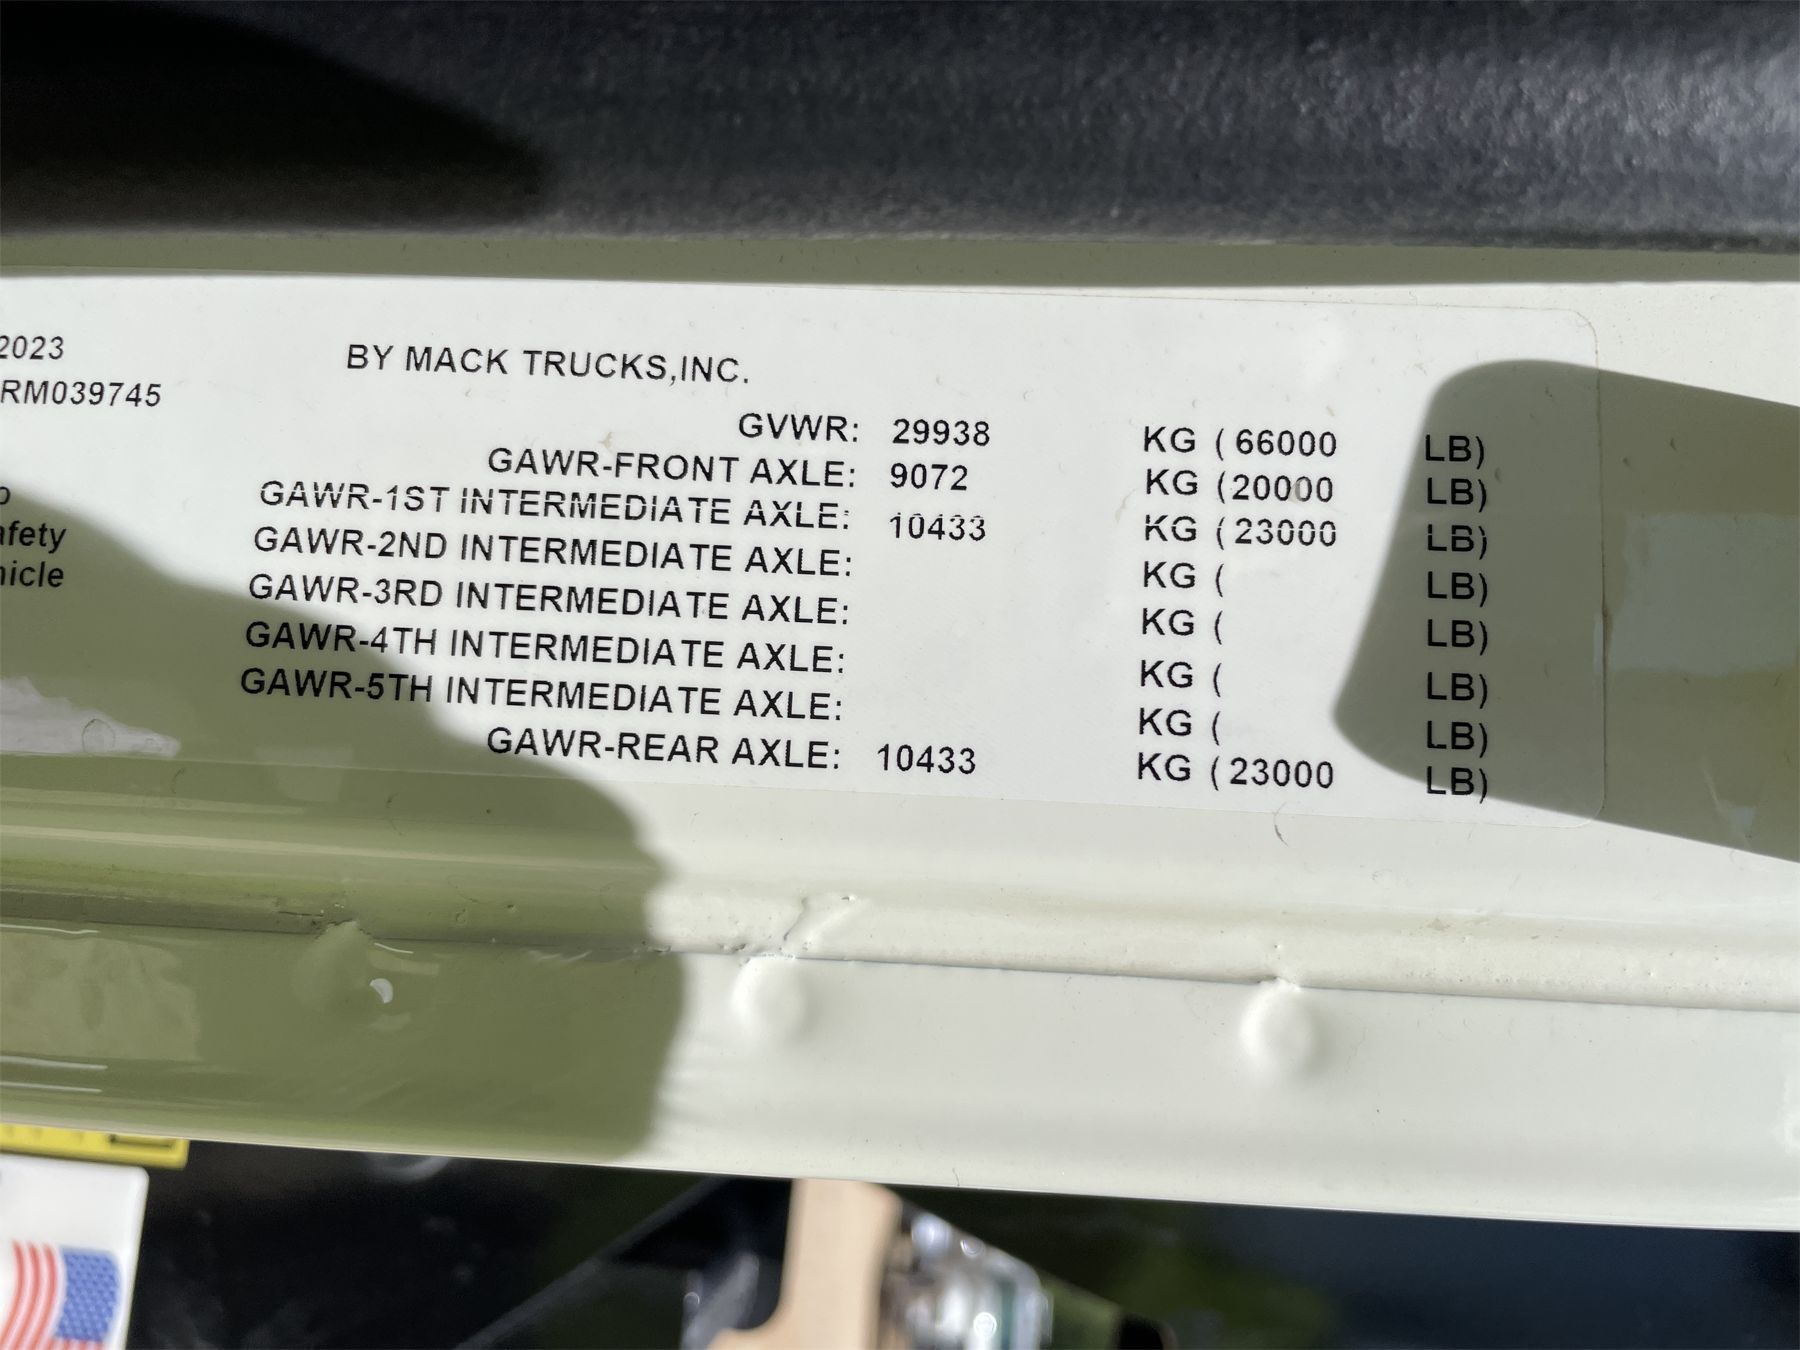 2023
BY MACK TRUCKS,INC.
RM039745
GVWR: 29938 KG (66000 LB)
GAWR-FRONT AXLE: 9072 KG (20000 LB)
GAWR-1ST INTERMEDIATE AXLE: 10433 KG (23000 LB)
GAWR-2ND INTERMEDIATE AXLE: KG ( LB)
GAWR-3RD INTERMEDIATE AXLE: KG ( LB)
GAWR-4TH INTERMEDIATE AXLE: KG ( LB)
GAWR-5TH INTERMEDIATE AXLE: KG ( LB)
GAWR-REAR AXLE: 10433 KG (23000 LB)
afety
hicle